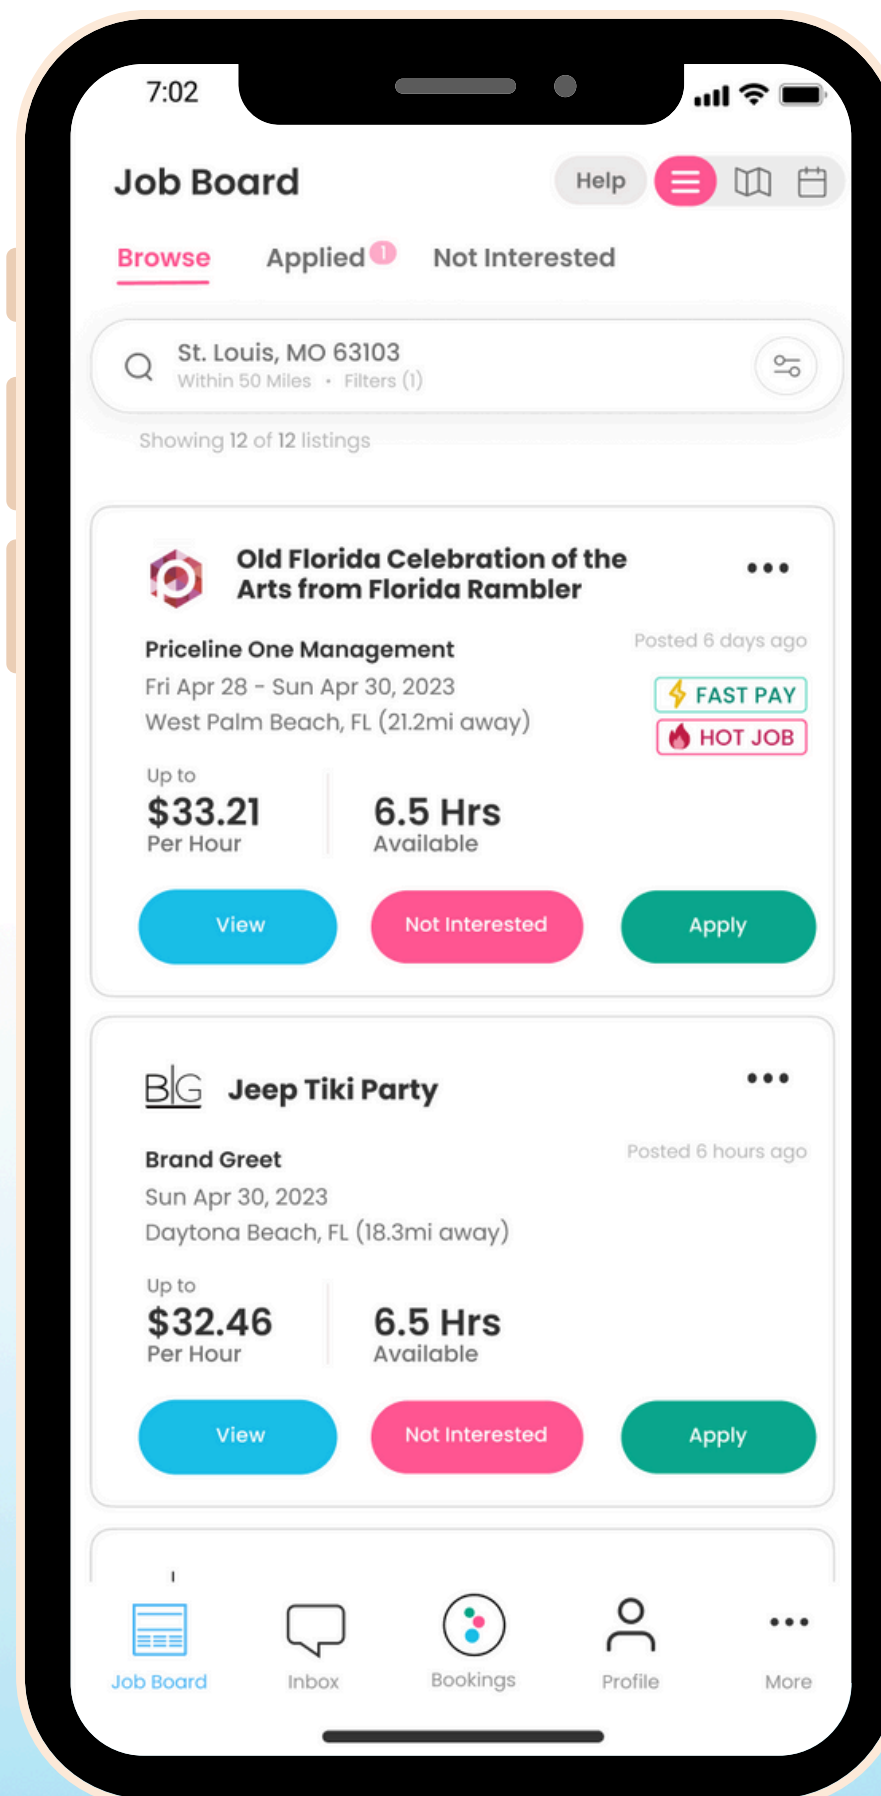 7:02
Job Board
Help
Browse
Applied 1
Not Interested
St. Louis, MO 63103
Within 50 Miles • Filters (1)
Showing 12 of 12 listings
Old Florida Celebration of the
Arts from Florida Rambler
Priceline One Management
Posted 6 days ago
Fri Apr 28 - Sun Apr 30, 2023
FAST PAY
West Palm Beach, FL (21.2mi away)
HOT JOB
Up to
$33.21
6.5 Hrs
Per Hour
Available
View
Not Interested
Apply
B|G
Jeep Tiki Party
Brand Greet
Posted 6 hours ago
Sun Apr 30, 2023
Daytona Beach, FL (18.3mi away)
Up to
$32.46
6.5 Hrs
Per Hour
Available
View
Not Interested
Apply
Job Board
Inbox
Bookings
Profile
More